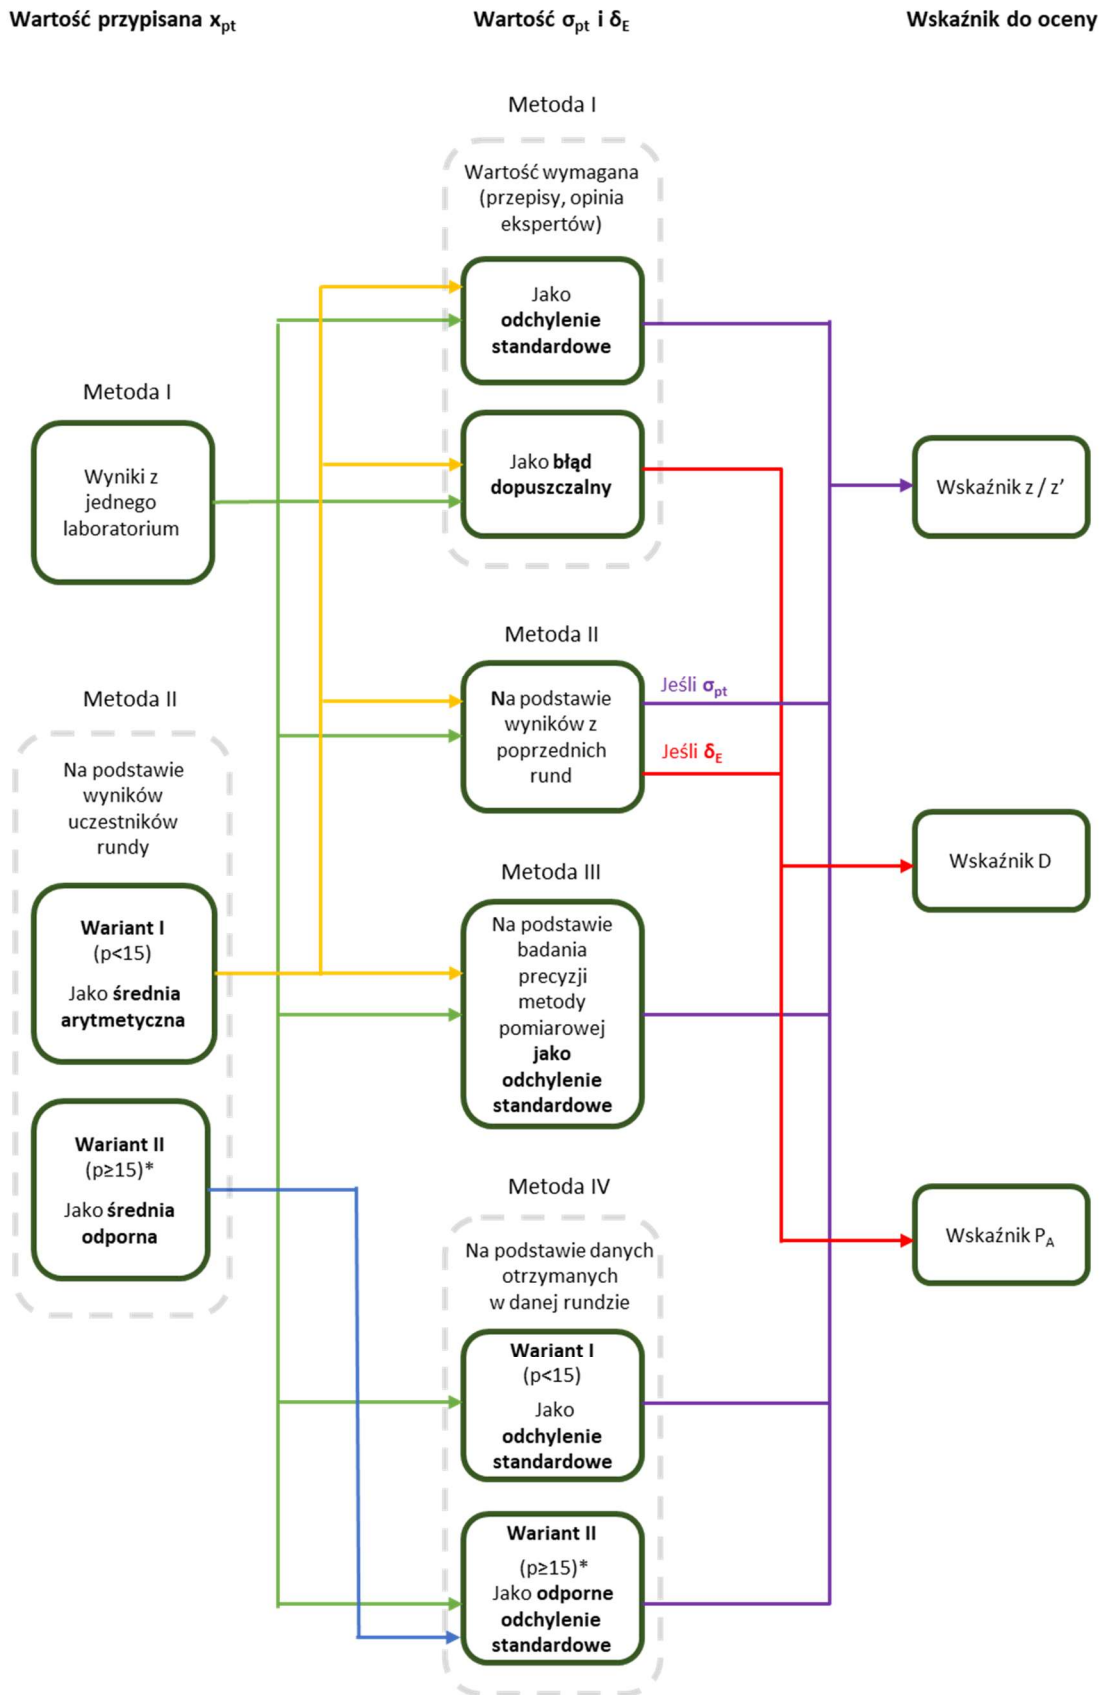 Wartość przypisana xpt
Wartość σpt i δE
Wskaźnik do oceny
Metoda I
Wyniki z
jednego
laboratorium
Metoda II
Na podstawie
wyników
uczestników
rundy
Wariant I
(p<15)
Jako średnia
arytmetyczna
Wariant II
(p≥15)*
Jako średnia
odporna
Metoda I
Wartość wymagana
(przepisy, opinia
ekspertów)
Jako
odchylenie
standardowe
Jako błąd
dopuszczalny
Metoda II
Na podstawie
wyników z
poprzednich
rund
Jeśli σpt
Jeśli δE
Metoda III
Na podstawie
badania
precyzji
metody
pomiarowej
jako
odchylenie
standardowe
Metoda IV
Na podstawie danych
otrzymanych
w danej rundzie
Wariant I
(p<15)
Jako
odchylenie
standardowe
Wariant II
(p≥15)*
Jako odporne
odchylenie
standardowe
Wskaźnik z / z’
Wskaźnik D
Wskaźnik PA